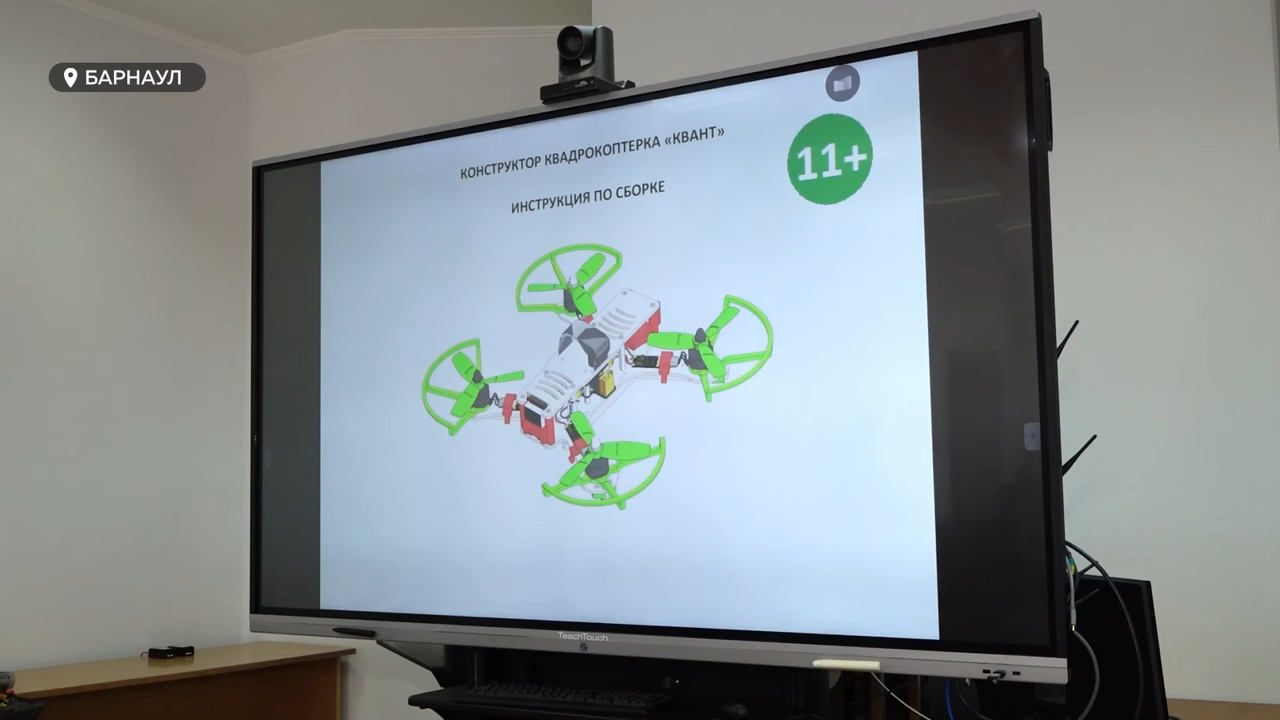 БАРНАУЛ
КОНСТРУКТОР КВАДРОКОПТЕРКА «КВАНТ»
11+
ИНСТРУКЦИЯ ПО СБОРКЕ
TeachTouch